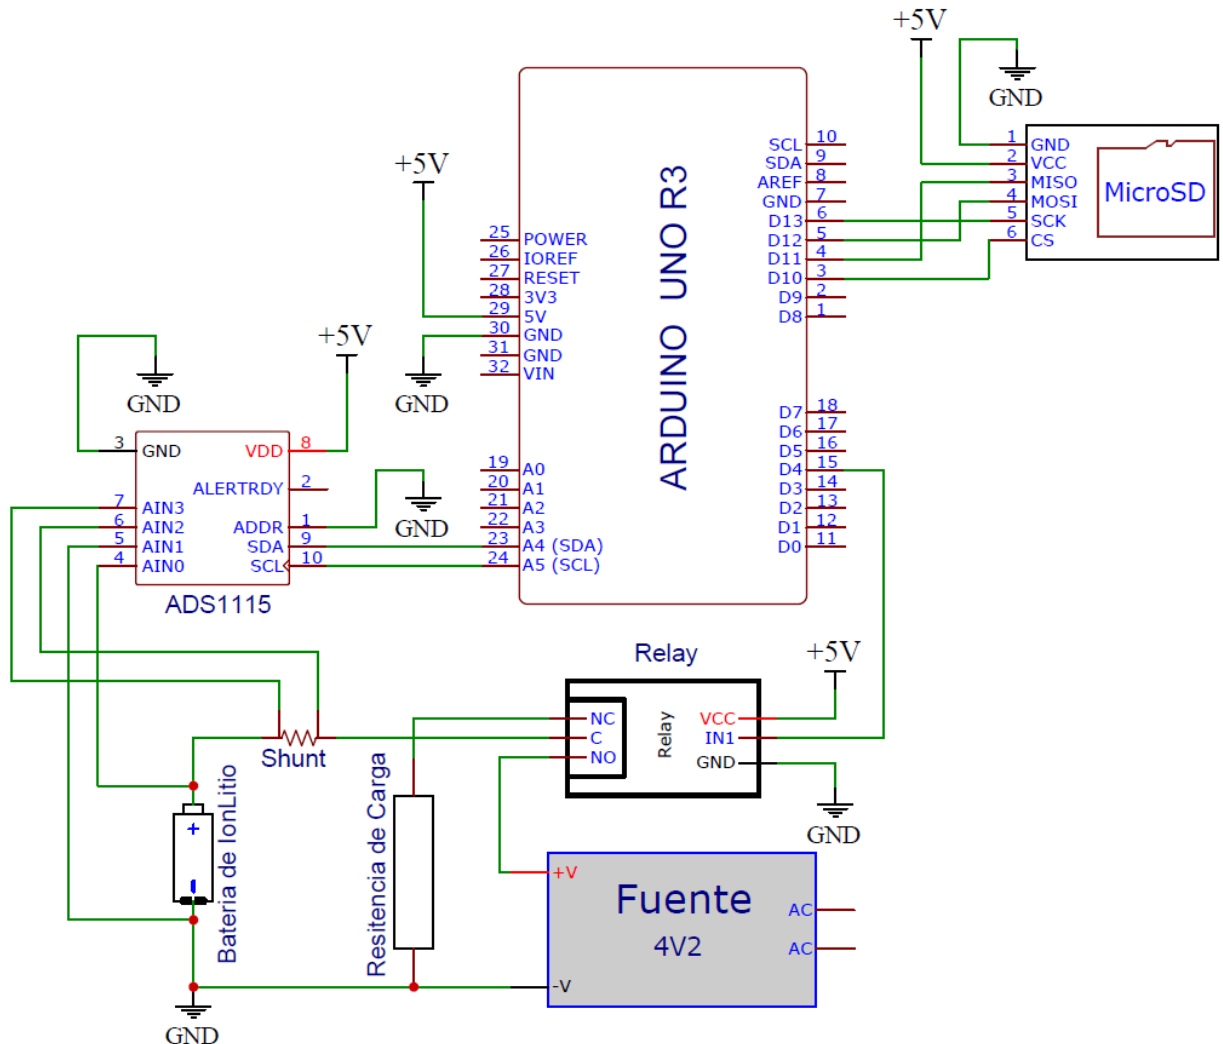 +5V
GND
1 GND
2 VCC
3 MISO
4 MOSI
5 SCK
6 CS
MicroSD
+5V
ARDUINO UNO R3
SCL 10
SDA 9
AREF 8
GND 7
D13 6
D12 5
D11 4
D10 3
D9 2
D8 1
25 POWER
26 IOREF
27 RESET
28 3V3
29 5V
30 GND
31 GND
32 VIN
GND
D7 18
D6 17
D5 16
D4 15
D3 14
D2 13
D1 12
D0 11
19 A0
20 A1
21 A2
22 A3
23 A4 (SDA)
24 A5 (SCL)
+5V
GND
3 GND
VDD 8
ALERTRDY 2
7 AIN3
6 AIN2
5 AIN1
4 AIN0
ADDR 1
SDA 9
SCL 10
GND
ADS1115
Relay
+5V
NC
C
NO
Relay
VCC
IN1
GND
GND
Shunt
+
-
Bateria de IonLitio
Resitencia de Carga
+V
Fuente
4V2
AC
AC
-V
GND